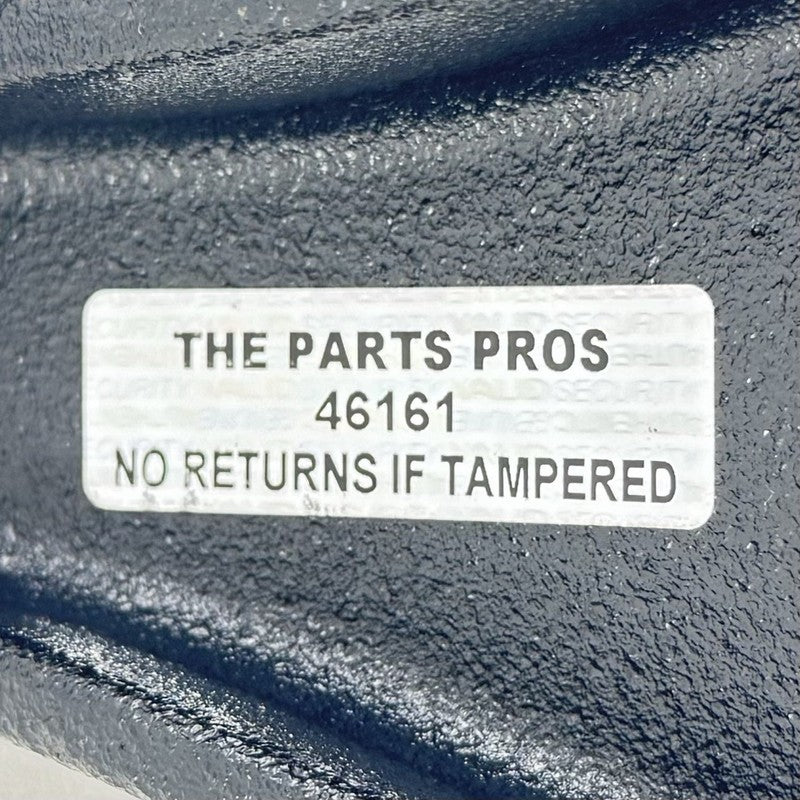 THE PARTS PROS
46161
NO RETURNS IF TAMPERED